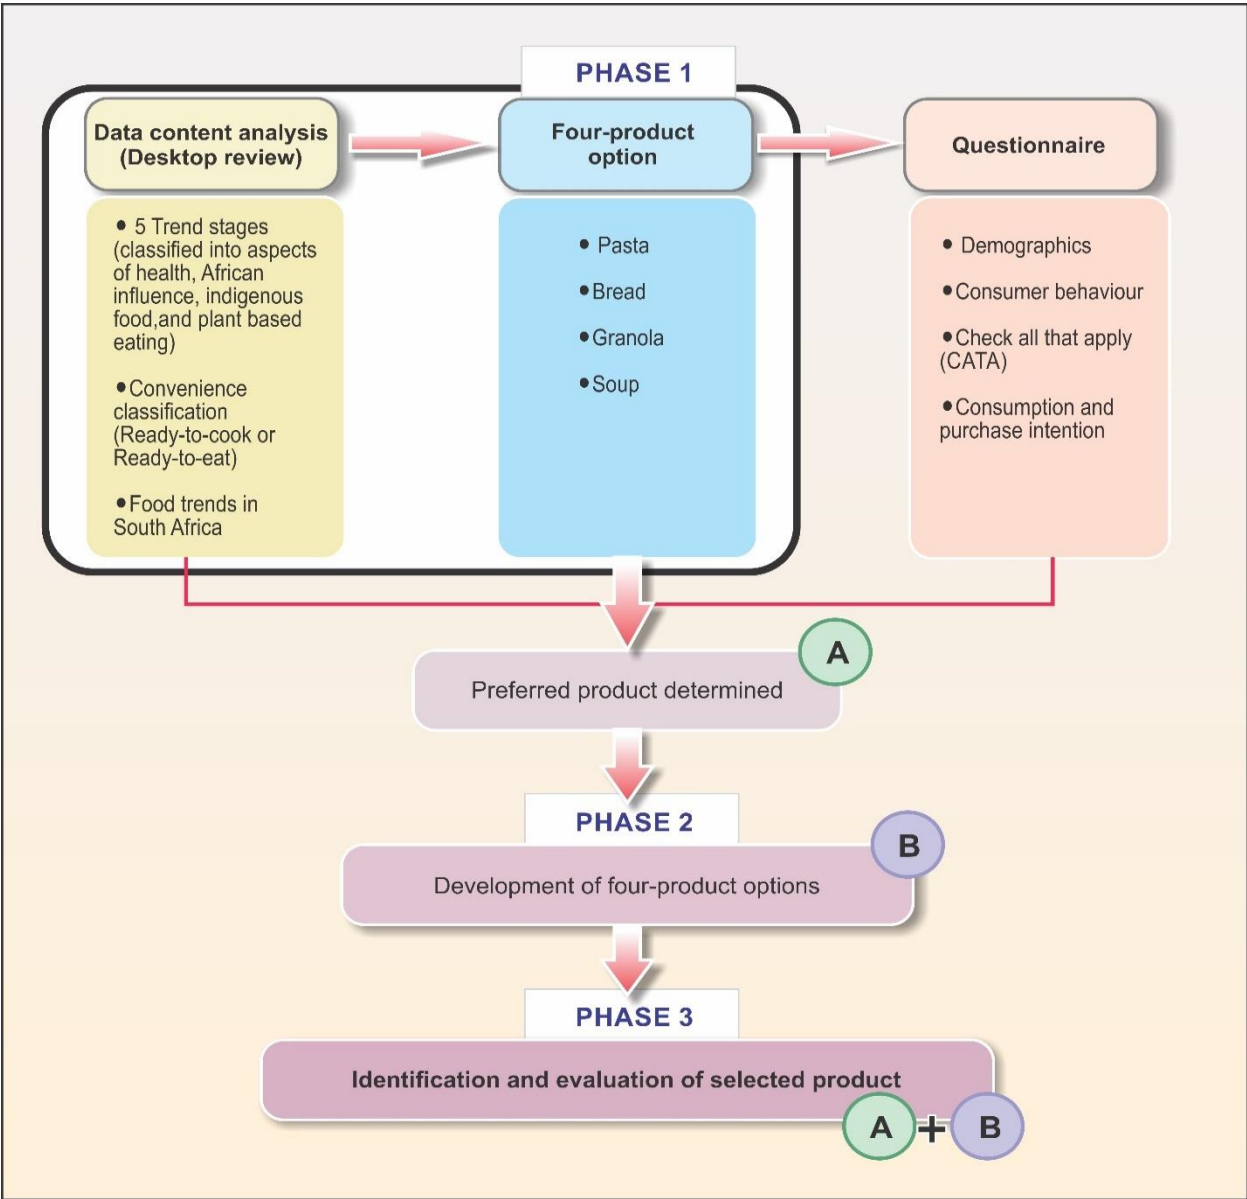 PHASE 1
Data content analysis
(Desktop review)
Four-product
option
Questionnaire
• 5 Trend stages
(classified into aspects
of health, African
influence, indigenous
food,and plant based
eating)
•Convenience
classification
(Ready-to-cook or
Ready-to-eat)
•Food trends in
South Africa
• Pasta
•Bread
•Granola
•Soup
• Demographics
•Consumer behaviour
•Check all that apply
(CATA)
•Consumption and
purchase intention
A
Preferred product determined
PHASE 2
B
Development of four-product options
PHASE 3
Identification and evaluation of selected product
A + B